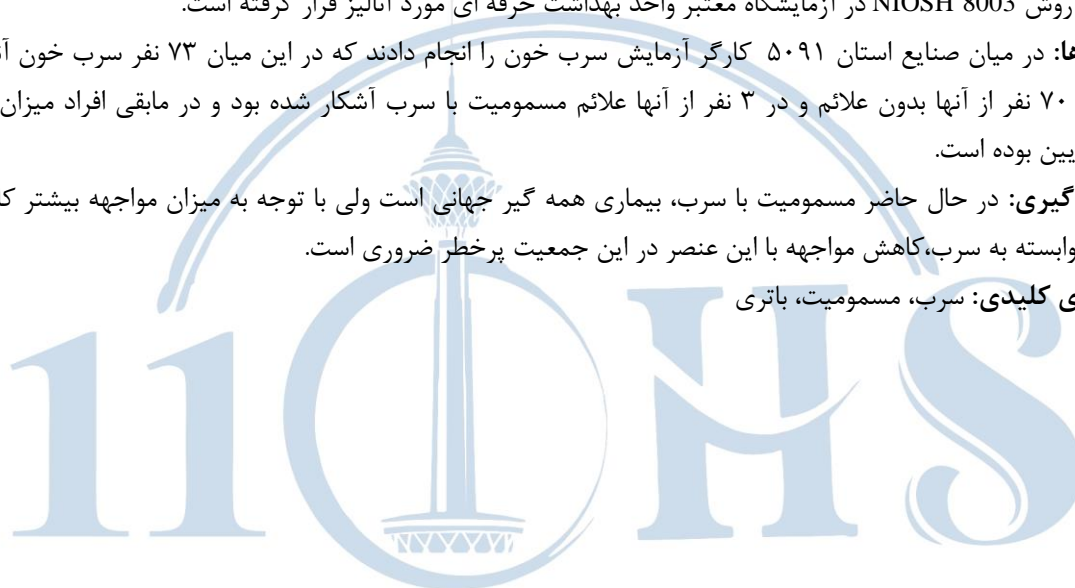 روش NIOSH 8003 در آزمایشگاه معتبر واحد بهداشت حرفه ای مورد آنالیز قرار گرفته است.
ها: در میان صنایع استان ۵۰۹۱ کارگر آزمایش سرب خون را انجام دادند که در این میان ۷۳ نفر سرب خون
۷۰ نفر از آنها بدون علائم و در ۳ نفر از آنها علائم مسمومیت با سرب آشکار شده بود و در مابقی افراد میزان
یین بوده است.
گیری: در حال حاضر مسمومیت با سرب، بیماری همه گیر جهانی است ولی با توجه به میزان مواجهه بیشتر
وابسته به سرب،کاهش مواجهه با این عنصر در این جمعیت پرخطر ضروری است.
ی کلیدی: سرب، مسمومیت، باتری
11 OHS